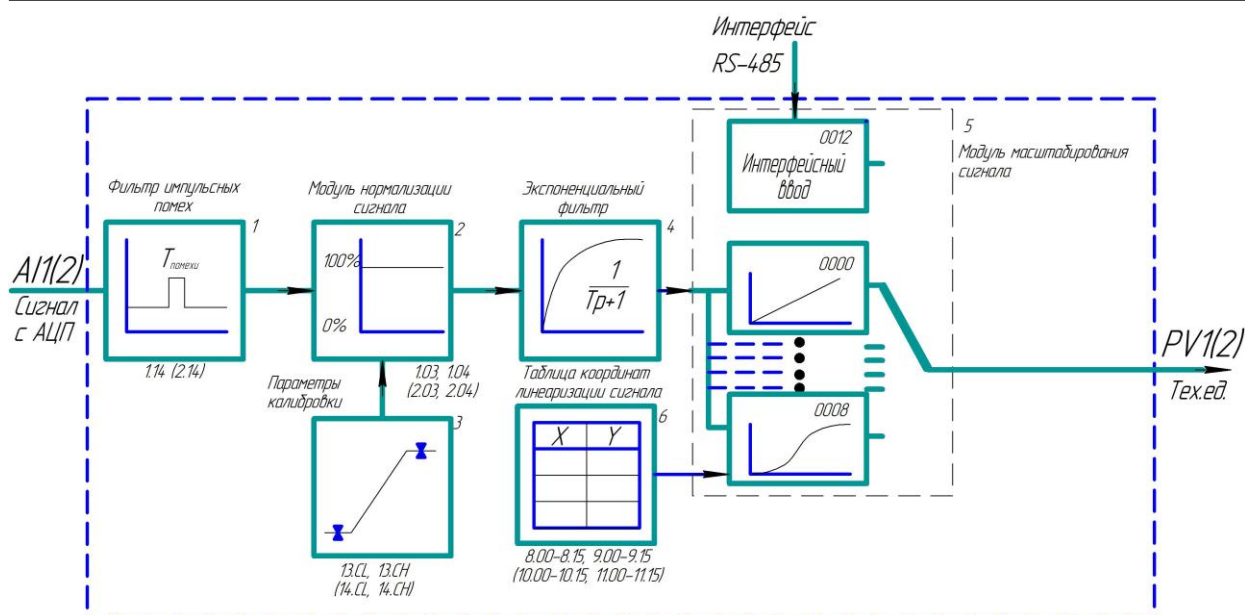 Интерфейс
RS-485
0012
Интерфейсный
ввод
5
Модуль масштабирования
сигнала
Фильтр импульсных
помех
1
Tпомехи
Модуль нормализации
сигнала
2
100%
0%
Экспоненциальный
фильтр
4
1
Tp+1
0000
AI1(2)
Сигнал
с АЦП
PV1(2)
Тех.ед.
1.14 (2.14)
1.03, 1.04
(2.03, 2.04)
Параметры
калибровки
3
Таблица координат
линеаризации сигнала
6
X Y
0008
13.CL, 13.CH
(14.CL, 14.CH)
8.00-8.15, 9.00-9.15
(10.00-10.15, 11.00-11.15)